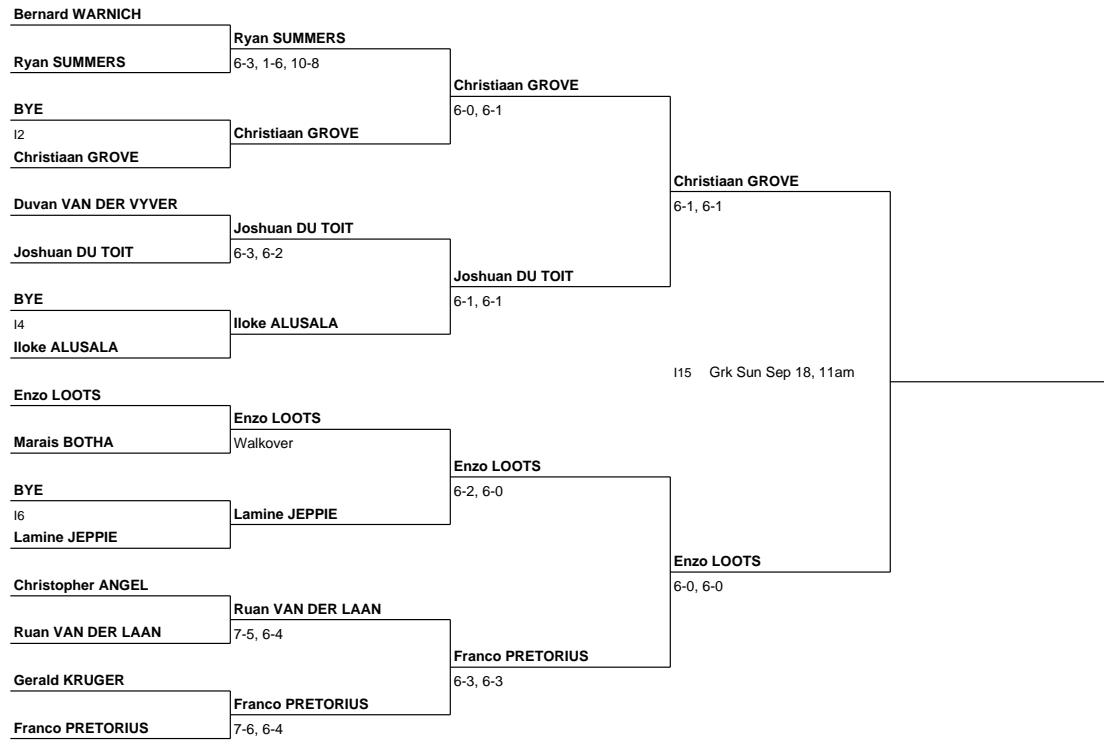 Bernard WARNICH
Ryan SUMMERS
Ryan SUMMERS
6-3, 1-6, 10-8
Christiaan GROVE
BYE
6-0, 6-1
I2
Christiaan GROVE
Christiaan GROVE
Christiaan GROVE
Duvan VAN DER VYVER
6-1, 6-1
Joshuan DU TOIT
Joshuan DU TOIT
6-3, 6-2
Joshuan DU TOIT
BYE
6-1, 6-1
I4
Iloke ALUSALA
Iloke ALUSALA
I15 Grk Sun Sep 18, 11am
Enzo LOOTS
Enzo LOOTS
Marais BOTHA
Walkover
Enzo LOOTS
BYE
6-2, 6-0
I6
Lamine JEPPIE
Lamine JEPPIE
Enzo LOOTS
Christopher ANGEL
6-0, 6-0
Ruan VAN DER LAAN
Ruan VAN DER LAAN
7-5, 6-4
Franco PRETORIUS
Gerald KRUGER
6-3, 6-3
Franco PRETORIUS
Franco PRETORIUS
7-6, 6-4